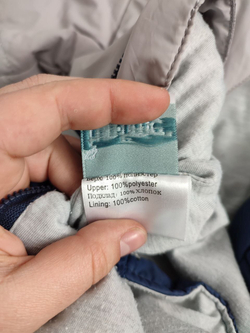 Верх 100% полиэстер
Upper: 100%polyester
Подклад: 100% хлопок
Lining: 100%cotton